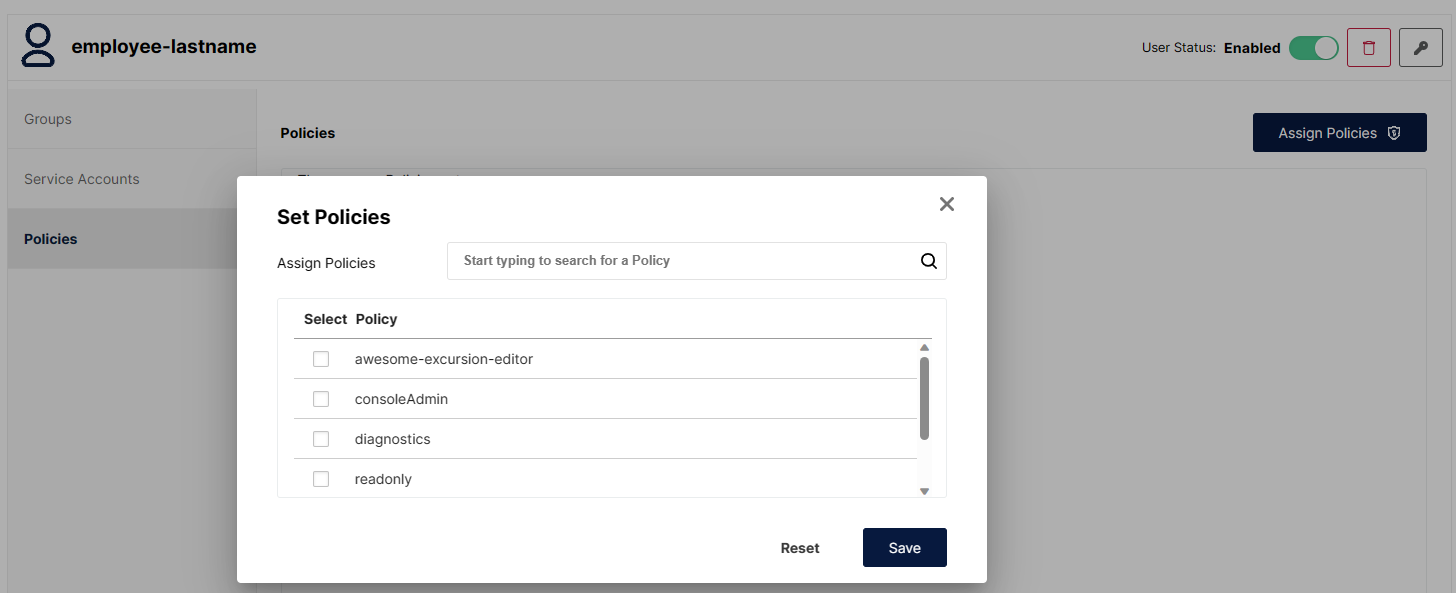 employee-lastname
User Status: Enabled
Groups
Service Accounts
Policies
Policies
Assign Policies
Set Policies
Assign Policies
Start typing to search for a Policy
Select Policy
awesome-excursion-editor
consoleAdmin
diagnostics
readonly
Reset
Save